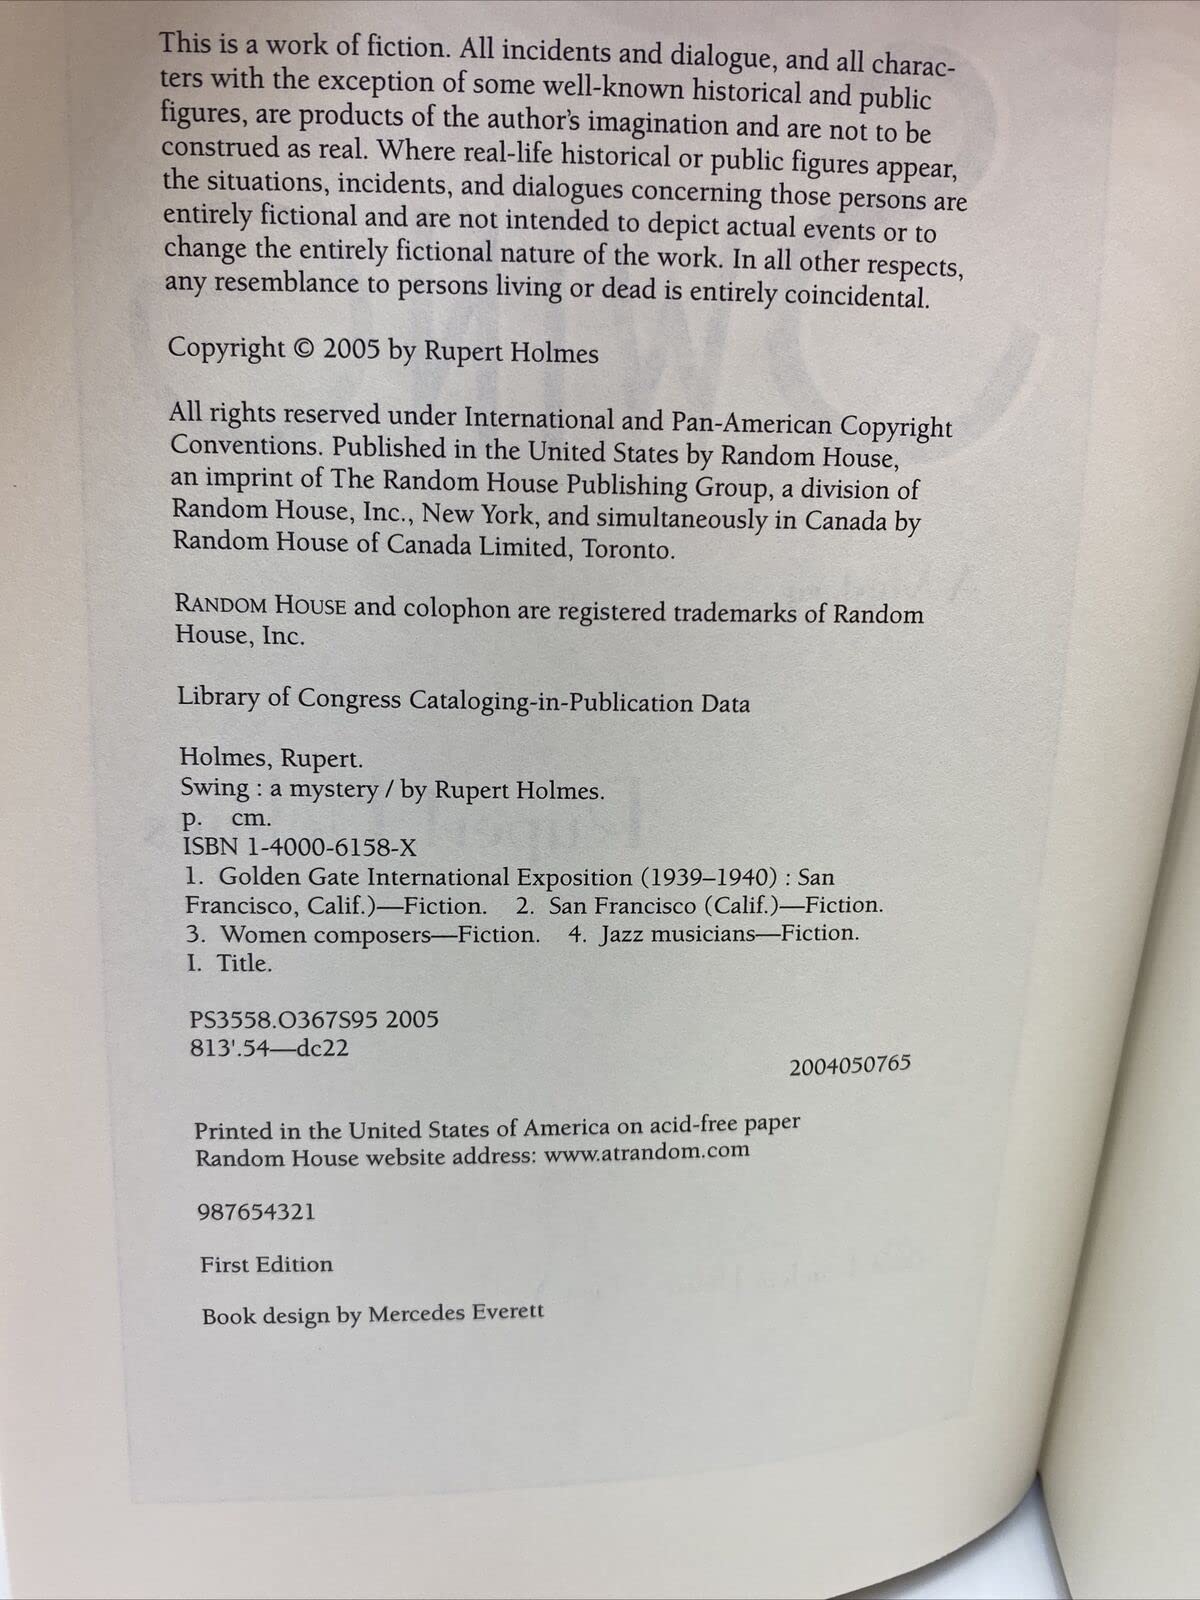 This is a work of fiction. All incidents and dialogue, and all charac-
ters with the exception of some well-known historical and public
figures, are products of the author's imagination and are not to be
construed as real. Where real-life historical or public figures appear,
the situations, incidents, and dialogues concerning those persons are
entirely fictional and are not intended to depict actual events or to
change the entirely fictional nature of the work. In all other respects,
any resemblance to persons living or dead is entirely coincidental.
Copyright © 2005 by Rupert Holmes
All rights reserved under International and Pan-American Copyright
Conventions. Published in the United States by Random House,
an imprint of The Random House Publishing Group, a division of
Random House, Inc., New York, and simultaneously in Canada by
Random House of Canada Limited, Toronto.
RANDOM HOUSE and colophon are registered trademarks of Random
House, Inc.
Library of Congress Cataloging-in-Publication Data
Holmes, Rupert.
Swing : a mystery / by Rupert Holmes.
p. cm.
ISBN 1-4000-6158-X
1. Golden Gate International Exposition (1939–1940) : San
Francisco, Calif.)—Fiction. 2. San Francisco (Calif.)—Fiction.
3. Women composers—Fiction. 4. Jazz musicians—Fiction.
I. Title.
PS3558.O367S95 2005
813'.54—dc22
2004050765
Printed in the United States of America on acid-free paper
Random House website address: www.atrandom.com
987654321
First Edition
Book design by Mercedes Everett